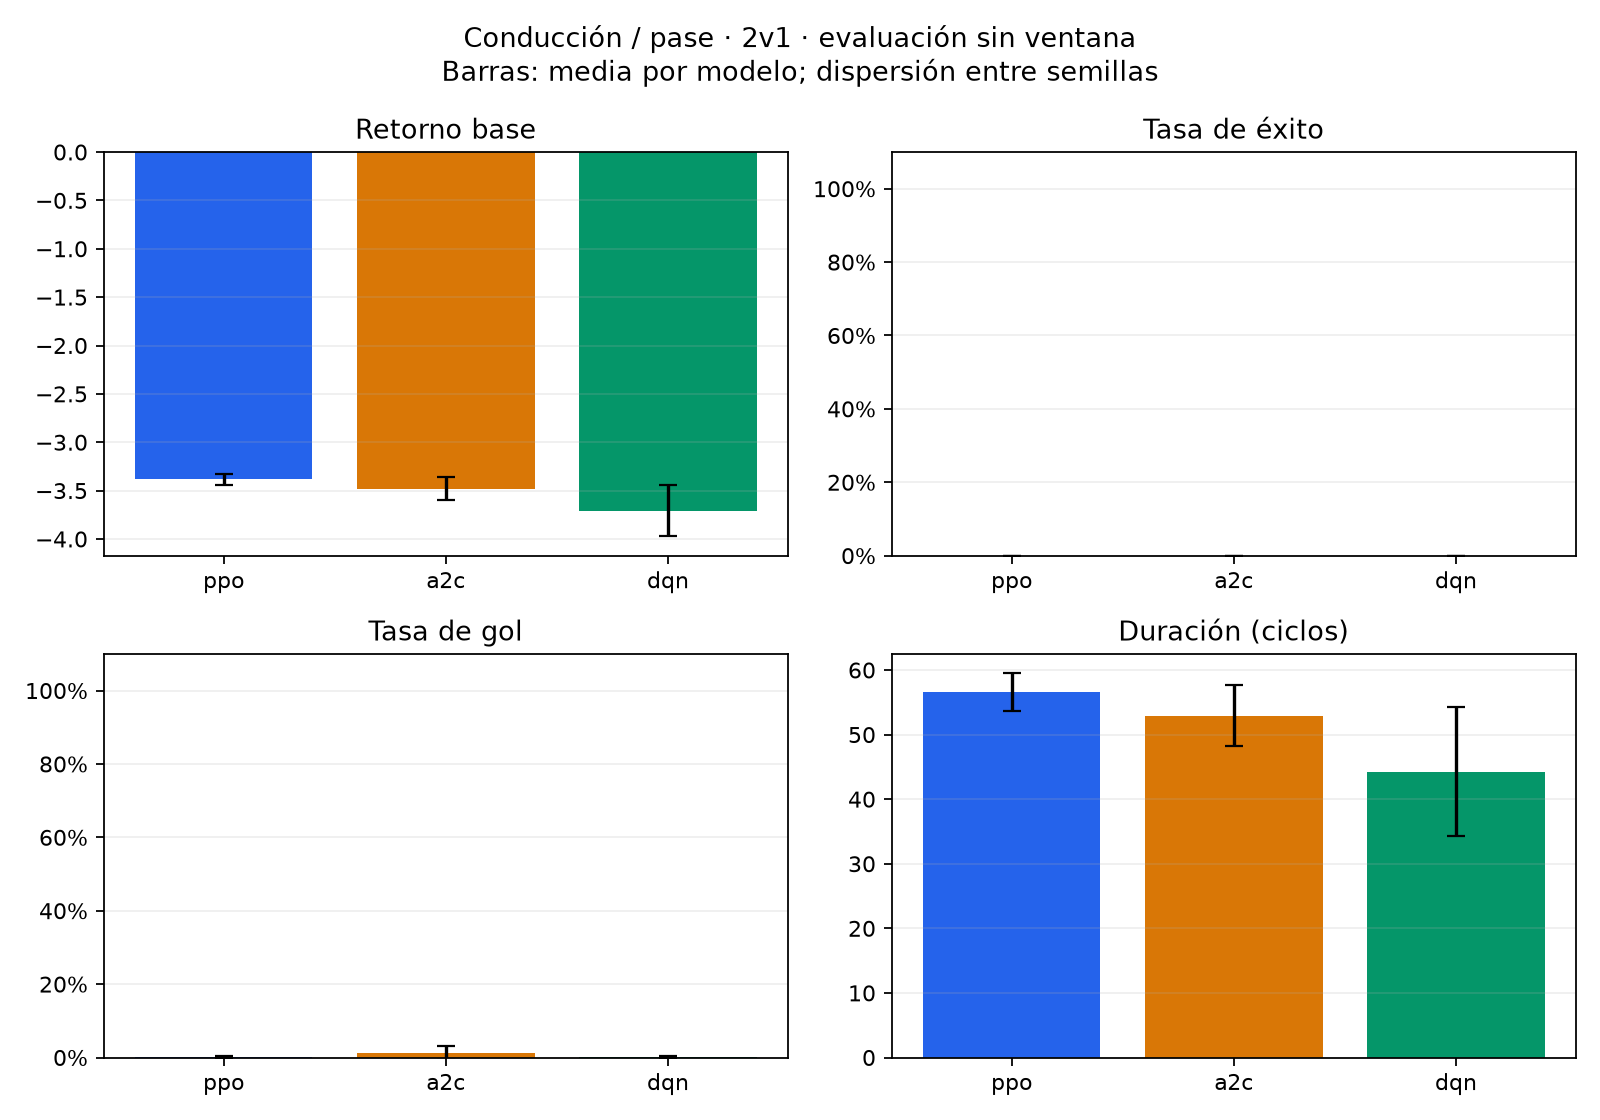 Conducción / pase · 2v1 · evaluación sin ventana
Barras: media por modelo; dispersión entre semillas
Retorno base
0.0
−0.5
−1.0
−1.5
−2.0
−2.5
−3.0
−3.5
−4.0
ppo
a2c
dqn
Tasa de éxito
100%
80%
60%
40%
20%
0%
ppo
a2c
dqn
Tasa de gol
100%
80%
60%
40%
20%
0%
ppo
a2c
dqn
Duración (ciclos)
60
50
40
30
20
10
0
ppo
a2c
dqn